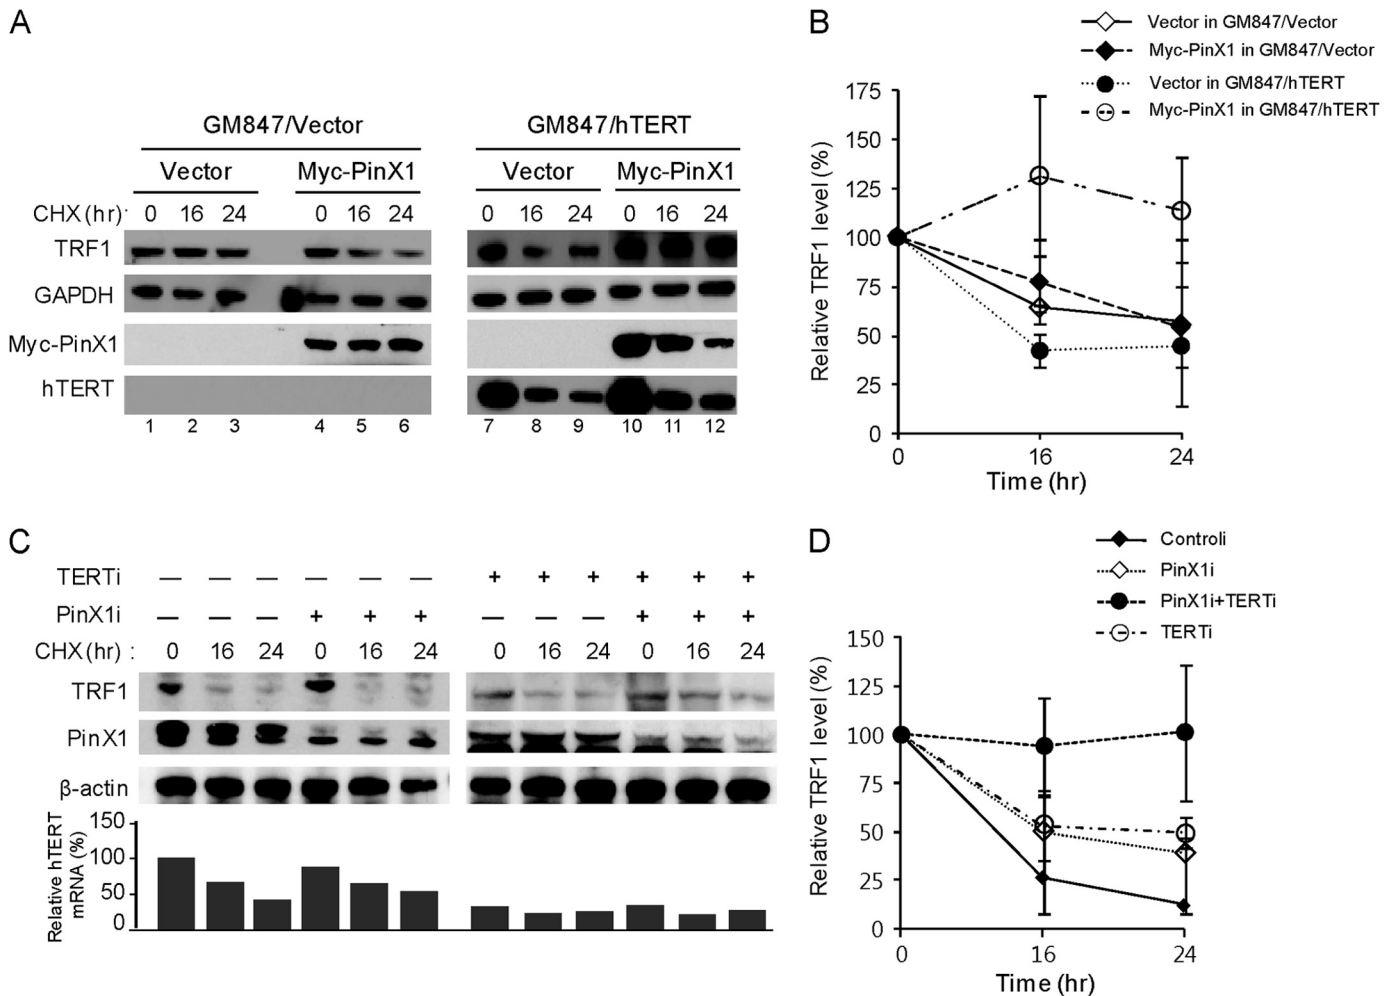 A
GM847/Vector
GM847/hTERT
Vector
Myc-PinX1
Vector
Myc-PinX1
CHX (hr): 0 16 24 0 16 24 0 16 24 0 16 24
TRF1
GAPDH
Myc-PinX1
hTERT
1 2 3 4 5 6 7 8 9 10 11 12
B
Vector in GM847/Vector
Myc-PinX1 in GM847/Vector
Vector in GM847/hTERT
Myc-PinX1 in GM847/hTERT
Relative TRF1 level (%)
175
150
125
100
75
50
25
0
0 16 24
Time (hr)
C
TERTi — — — — — — + + + + + +
PinX1i — — — + + + — — — + + +
CHX (hr) : 0 16 24 0 16 24 0 16 24 0 16 24
TRF1
PinX1
β-actin
Relative hTERT
mRNA (%)
150
100
50
0
D
Controli
PinX1i
PinX1i+TERTi
TERTi
Relative TRF1 level (%)
150
125
100
75
50
25
0
0 16 24
Time (hr)